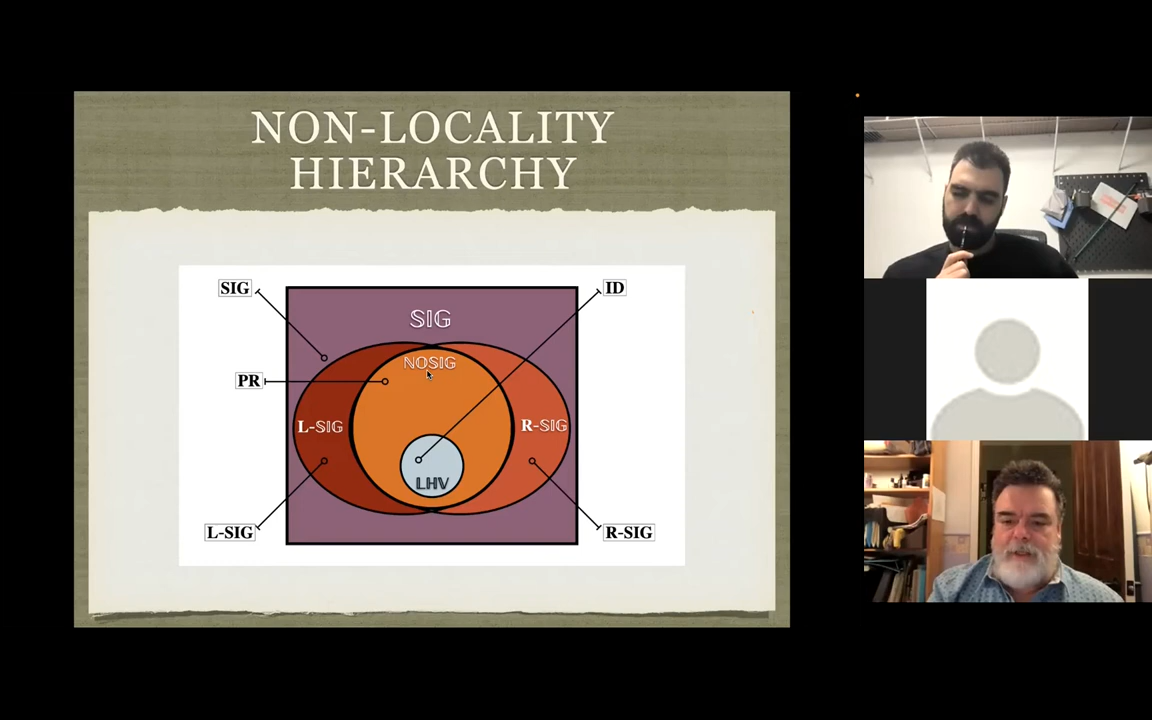 NON-LOCALITY
HIERARCHY
SIG
ID
SIG
NOSIG
PR
L-SIG
R-SIG
LHV
L-SIG
R-SIG